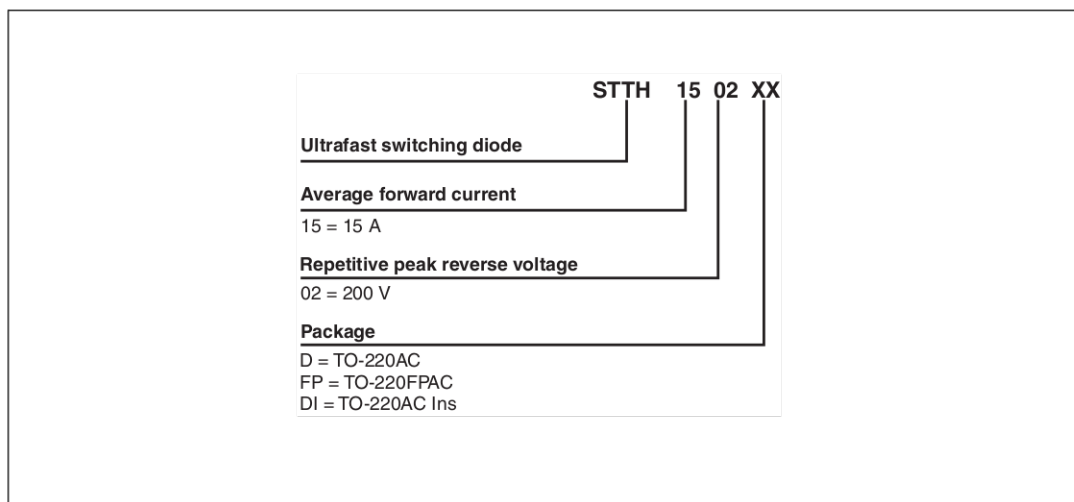 STTH 15 02 XX
Ultrafast switching diode
Average forward current
15 = 15 A
Repetitive peak reverse voltage
02 = 200 V
Package
D = TO-220AC
FP = TO-220FPAC
DI = TO-220AC Ins